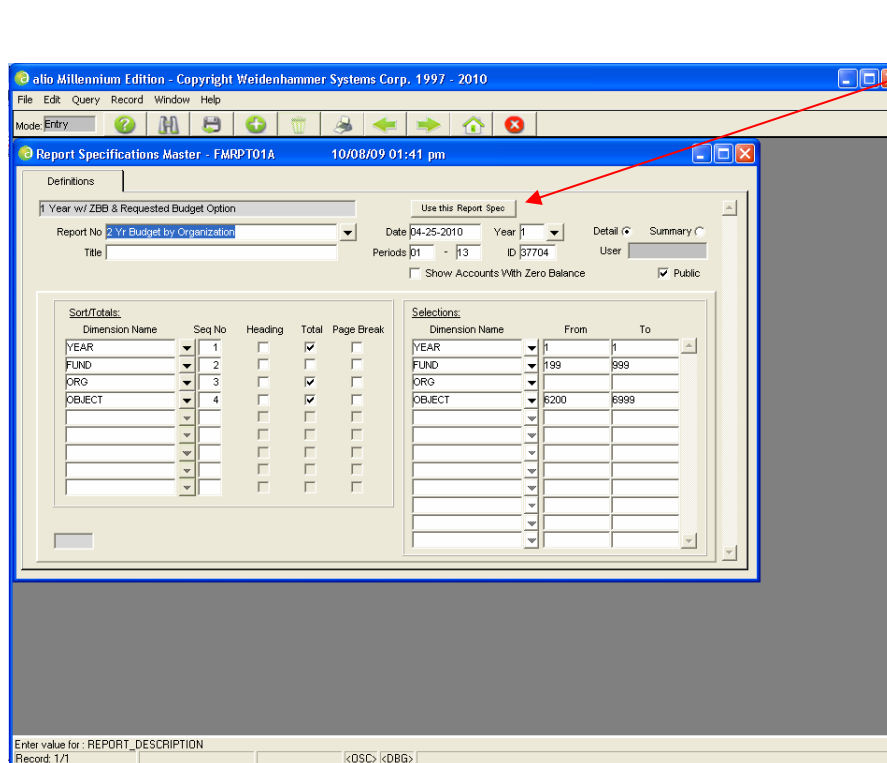 alio Millennium Edition - Copyright Weidenhammer Systems Corp. 1997 - 2010
File Edit Query Record Window Help
Mode: Entry
Report Specifications Master - FMRPT01A 10/08/09 01:41 pm
Definitions
1 Year w/ ZBB & Requested Budget Option Use this Report Spec
Report No 2 Yr Budget by Organization Date 04-25-2010 Year 1 Detail Summary
Title Periods 01 - 13 ID 37704 User
Show Accounts With Zero Balance Public
Sort/Totals: Selections:
Dimension Name Seq No Heading Total Page Break Dimension Name From To
YEAR 1 YEAR 1 1
FUND 2 FUND 199 999
ORG 3 ORG
OBJECT 4 OBJECT 6200 6999
Enter value for : REPORT_DESCRIPTION
Record: 1/1 <OSC> <DBG>